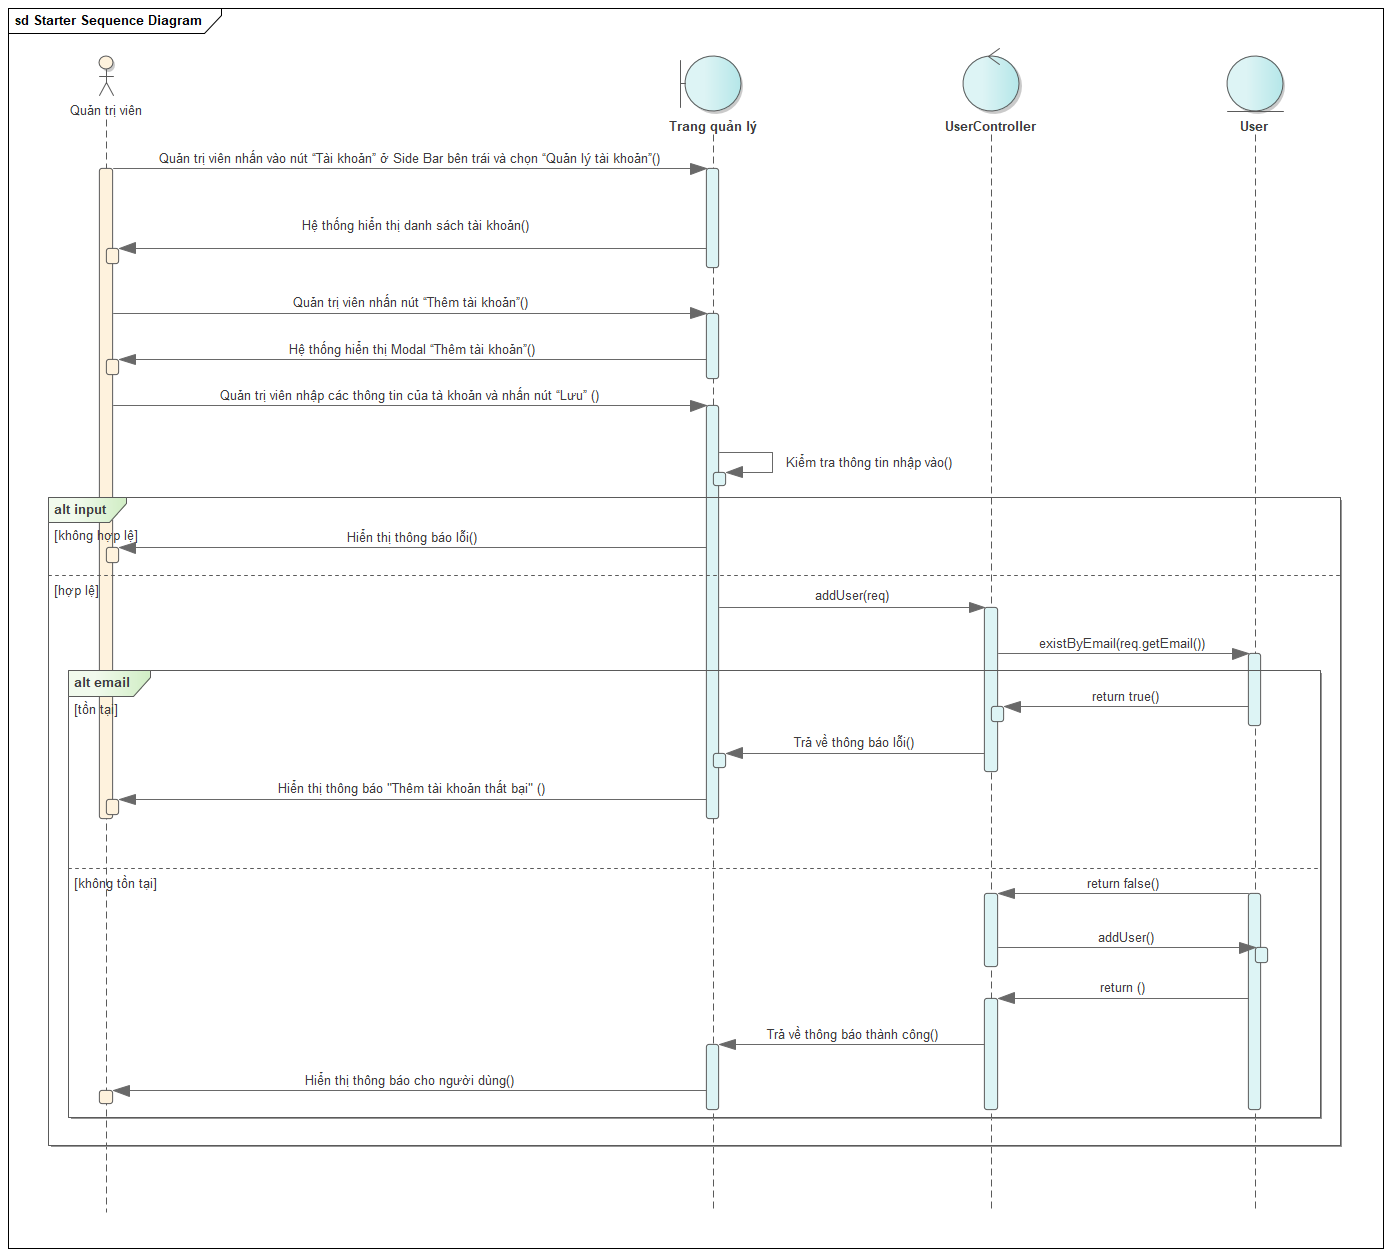 sd Starter Sequence Diagram
Quản trị viên
Trang quản lý
UserController
User
Quản trị viên nhấn vào nút “Tài khoản” ở Side Bar bên trái và chọn “Quản lý tài khoản”()
Hệ thống hiển thị danh sách tài khoản()
Quản trị viên nhấn nút “Thêm tài khoản”()
Hệ thống hiển thị Modal “Thêm tài khoản”()
Quản trị viên nhập các thông tin của tà khoản và nhấn nút “Lưu” ()
Kiểm tra thông tin nhập vào()
alt input
[không hợp lệ]
Hiển thị thông báo lỗi()
[hợp lệ]
addUser(req)
existByEmail(req.getEmail())
alt email
[tồn tại]
return true()
Trả về thông báo lỗi()
Hiển thị thông báo "Thêm tài khoản thất bại" ()
[không tồn tại]
return false()
addUser()
return ()
Trả về thông báo thành công()
Hiển thị thông báo cho người dùng()